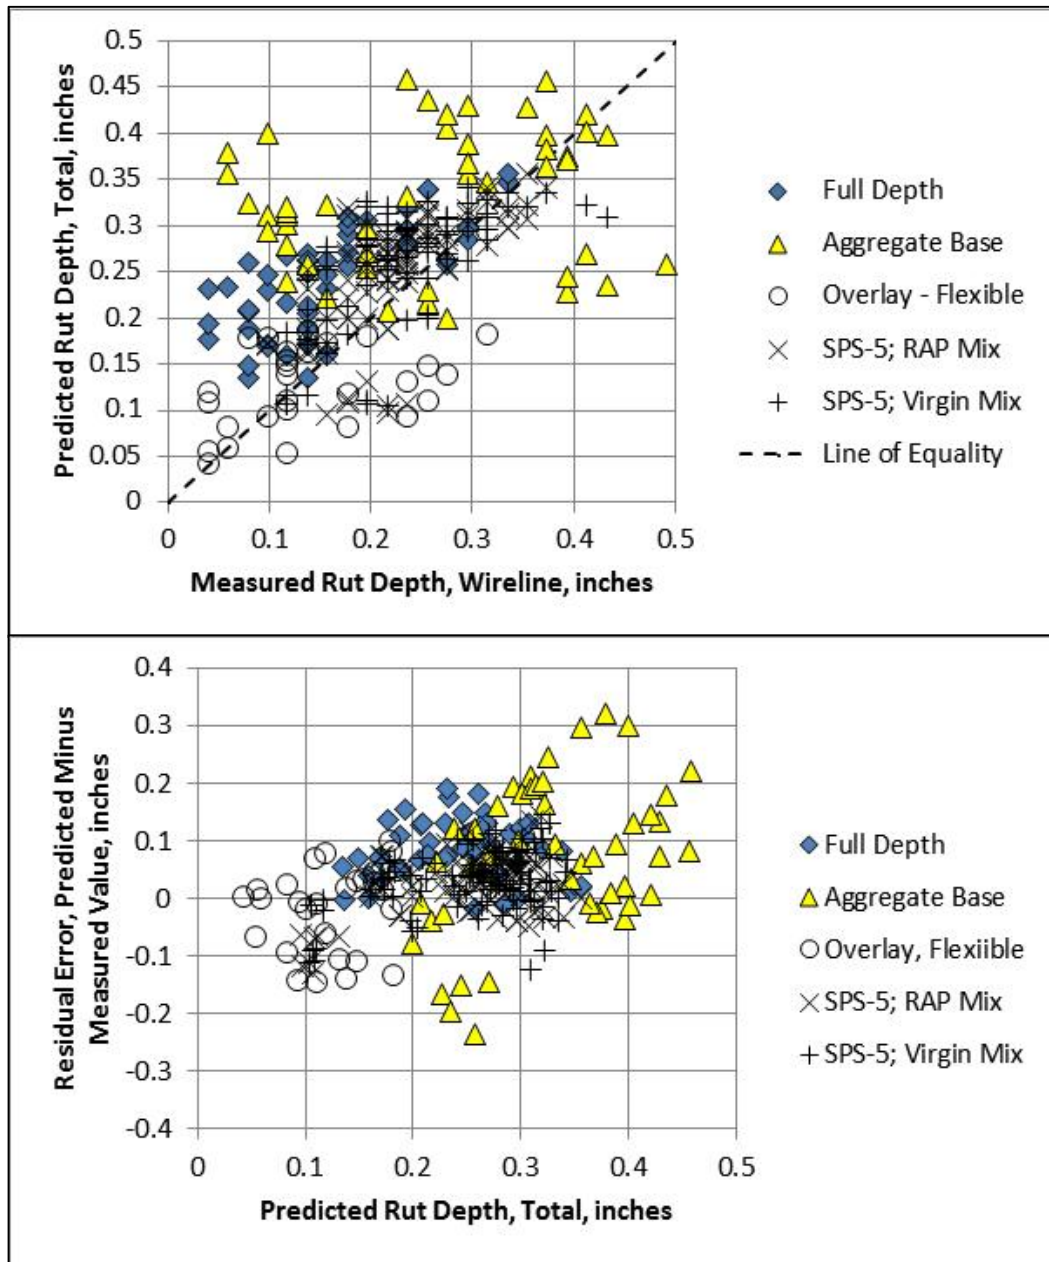 Predicted Rut Depth, Total, inches
0.5
0.45
0.4
0.35
0.3
0.25
0.2
0.15
0.1
0.05
0
0
0.1
0.2
0.3
0.4
0.5
Measured Rut Depth, Wireline, inches
Full Depth
Aggregate Base
Overlay - Flexible
SPS-5; RAP Mix
SPS-5; Virgin Mix
Line of Equality
Residual Error, Predicted Minus
Measured Value, inches
0.4
0.3
0.2
0.1
0
-0.1
-0.2
-0.3
-0.4
0
0.1
0.2
0.3
0.4
0.5
Predicted Rut Depth, Total, inches
Full Depth
Aggregate Base
Overlay, Flexiible
SPS-5; RAP Mix
SPS-5; Virgin Mix